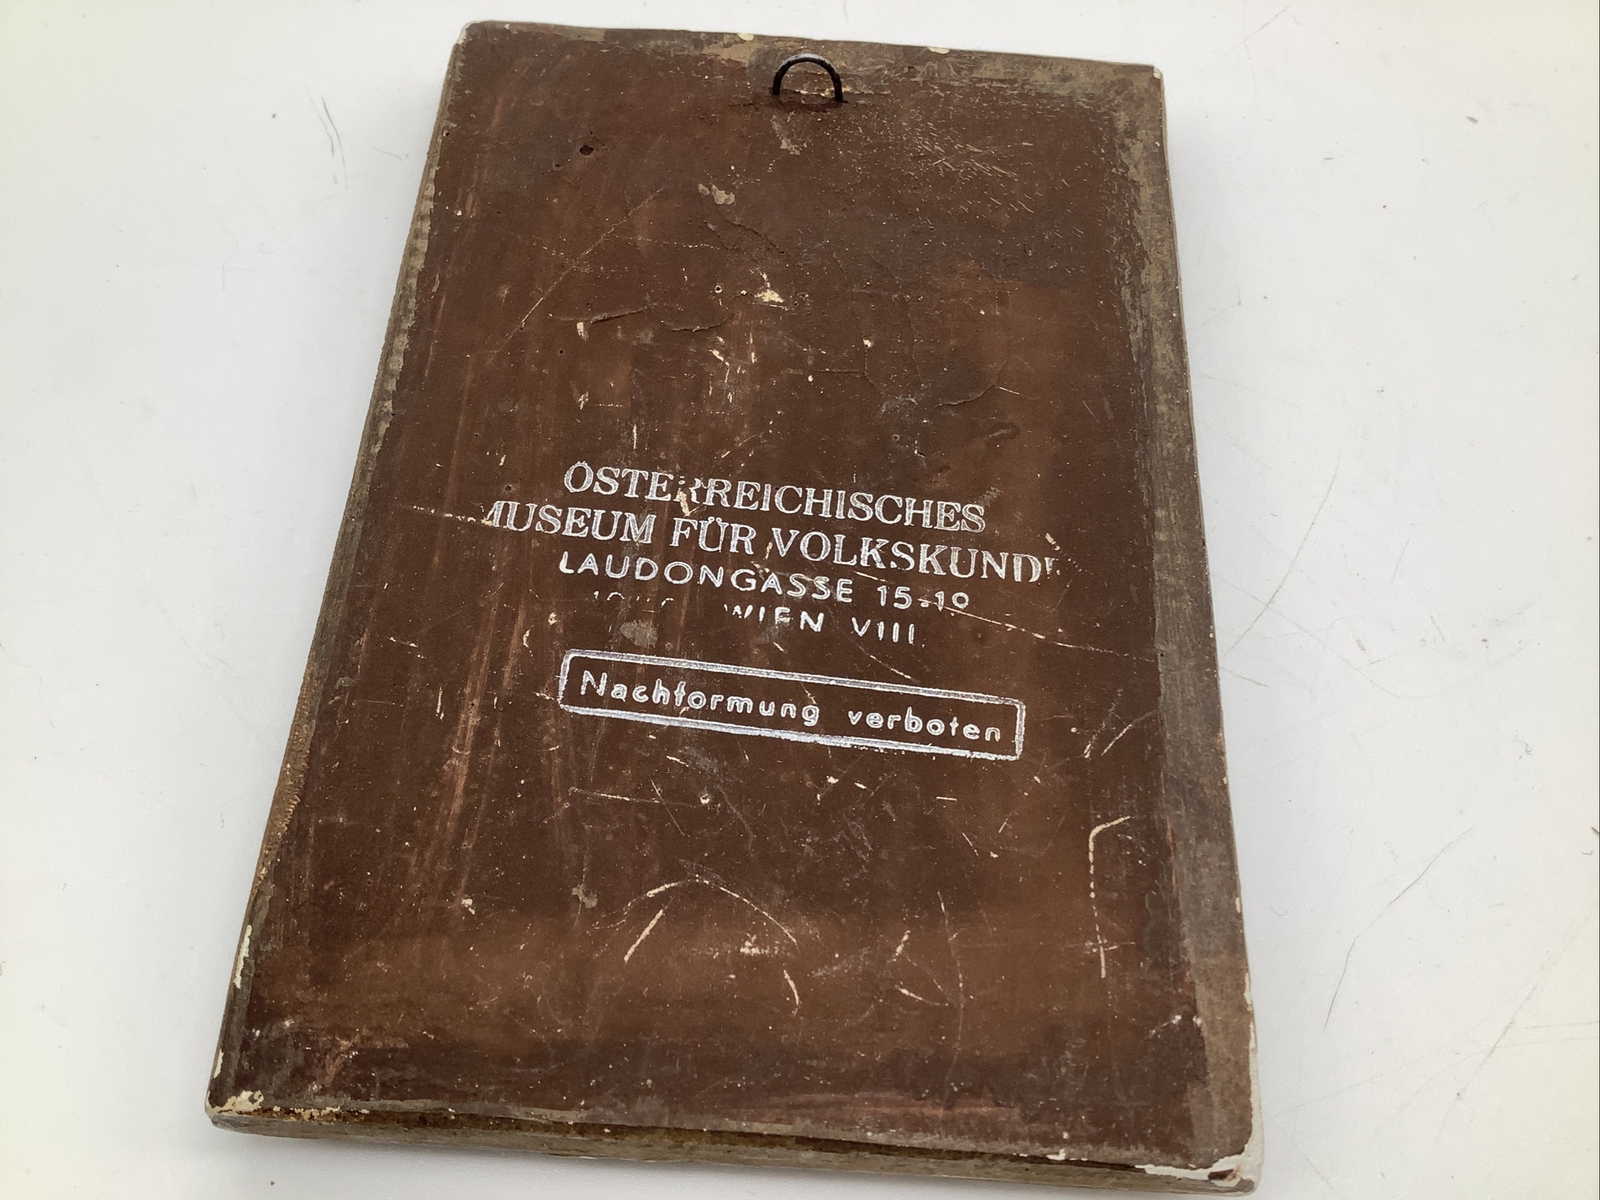 ÖSTERREICHISCHES
MUSEUM FÜR VOLKSKUNDE
LAUDONGASSE 15-19
WIEN VIII
Nachformung verboten